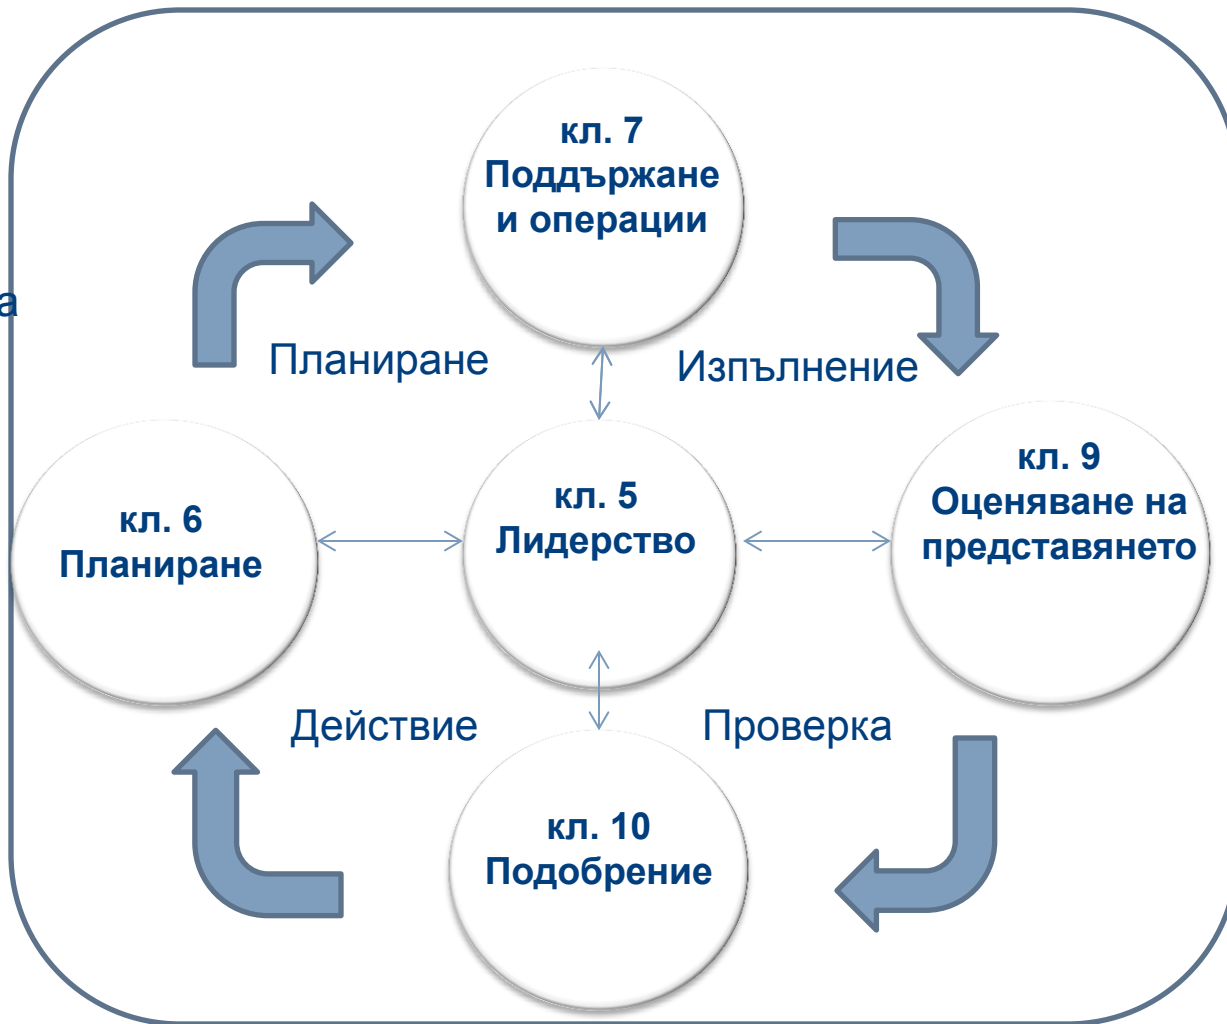 кл. 7
Поддържане
и операции
а
Планиране
Изпълнение
кл. 6
Планиране
кл. 5
Лидерство
кл. 9
Оценяване на
представянето
Действие
Проверка
кл. 10
Подобрение